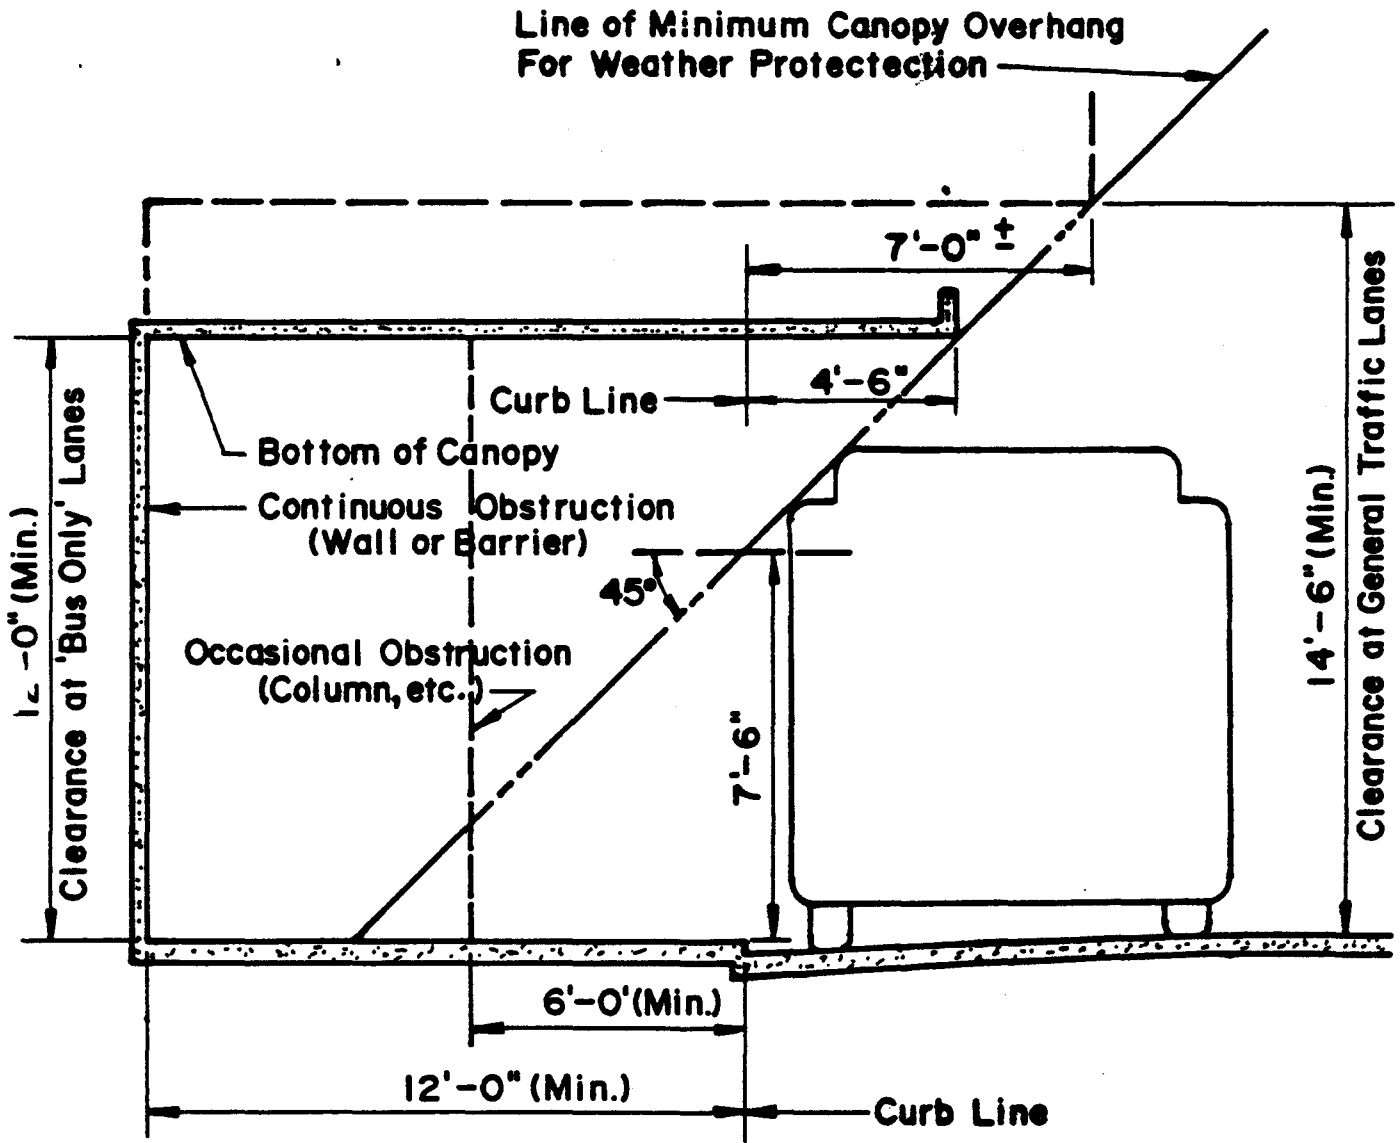 Line of Minimum Canopy Overhang
For Weather Protectection
7'-0" ±
4'-6"
Curb Line
Bottom of Canopy
Continuous Obstruction
(Wall or Barrier)
45°
Occasional Obstruction
(Column, etc.)
7'-6"
12'-0" (Min.)
Clearance at 'Bus Only' Lanes
14'-6" (Min.)
Clearance at General Traffic Lanes
6'-0' (Min.)
12'-0" (Min.)
Curb Line